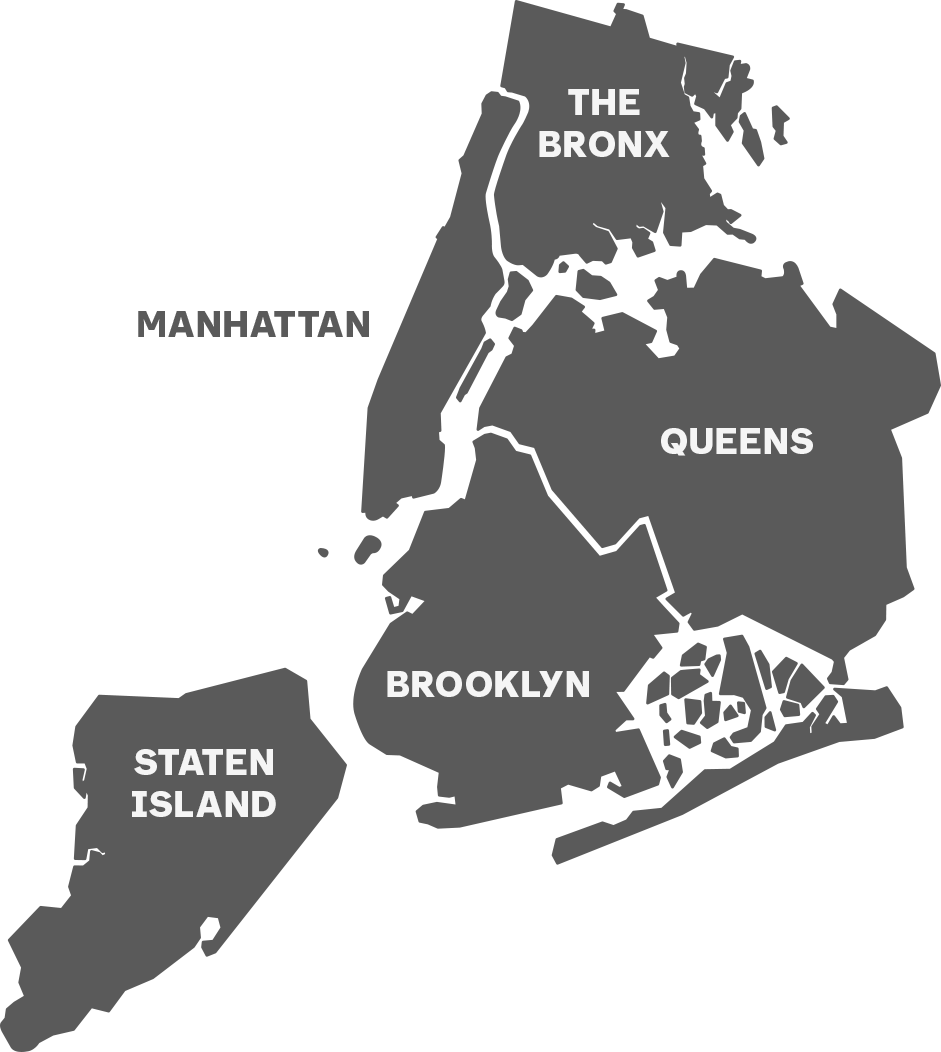 THE
BRONX
MANHATTAN
QUEENS
BROOKLYN
STATEN
ISLAND